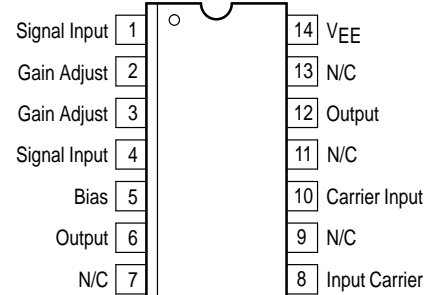 Signal Input 1
Gain Adjust 2
Gain Adjust 3
Signal Input 4
Bias 5
Output 6
N/C 7
14 VEE
13 N/C
12 Output
11 N/C
10 Carrier Input
9 N/C
8 Input Carrier